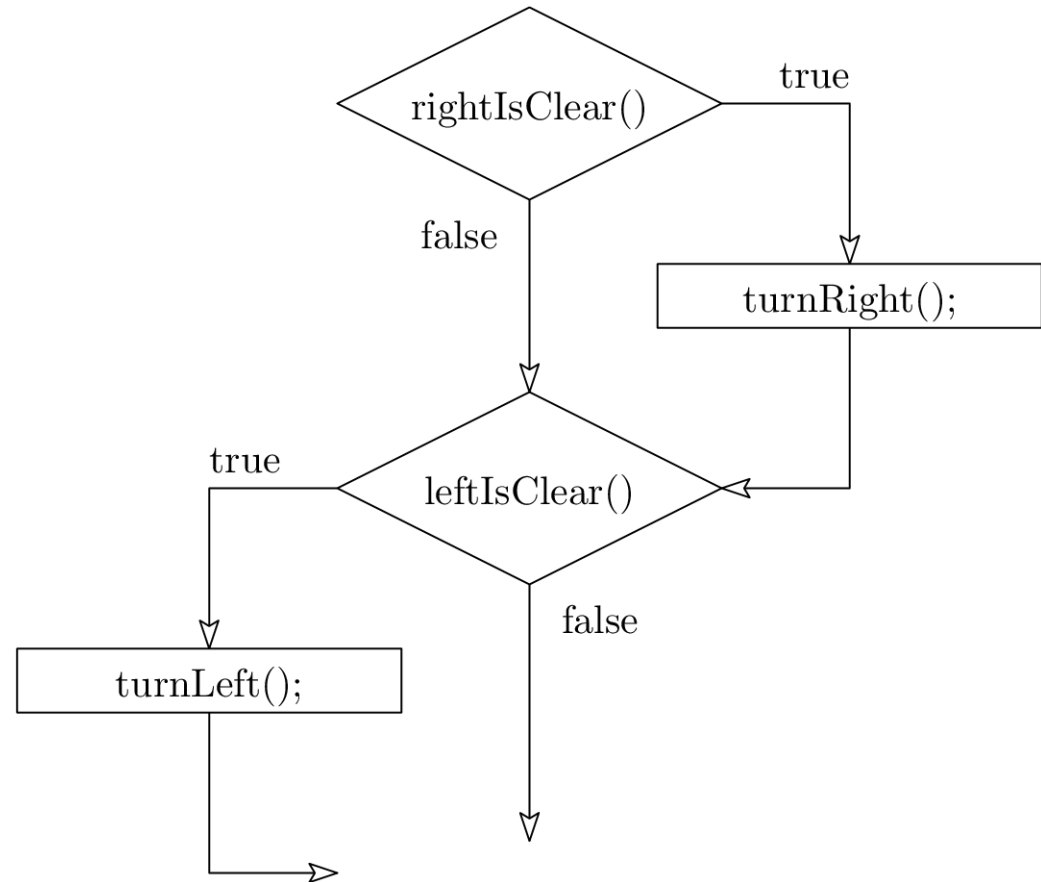 true
rightIsClear()
false
turnRight();
true
leftIsClear()
false
turnLeft();